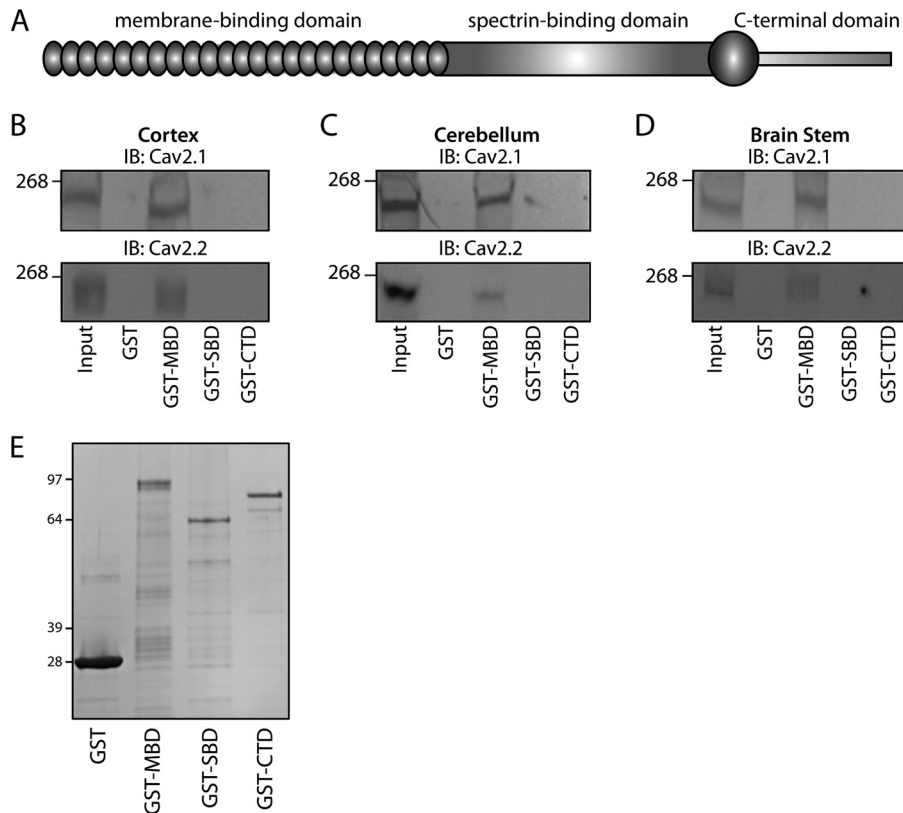 A
membrane-binding domain spectrin-binding domain C-terminal domain
B
Cortex
IB: Cav2.1
268
IB: Cav2.2
268
Input
GST
GST-MBD
GST-SBD
GST-CTD
C
Cerebellum
IB: Cav2.1
268
IB: Cav2.2
268
Input
GST
GST-MBD
GST-SBD
GST-CTD
D
Brain Stem
IB: Cav2.1
268
IB: Cav2.2
268
Input
GST
GST-MBD
GST-SBD
GST-CTD
E
97
64
39
28
GST
GST-MBD
GST-SBD
GST-CTD